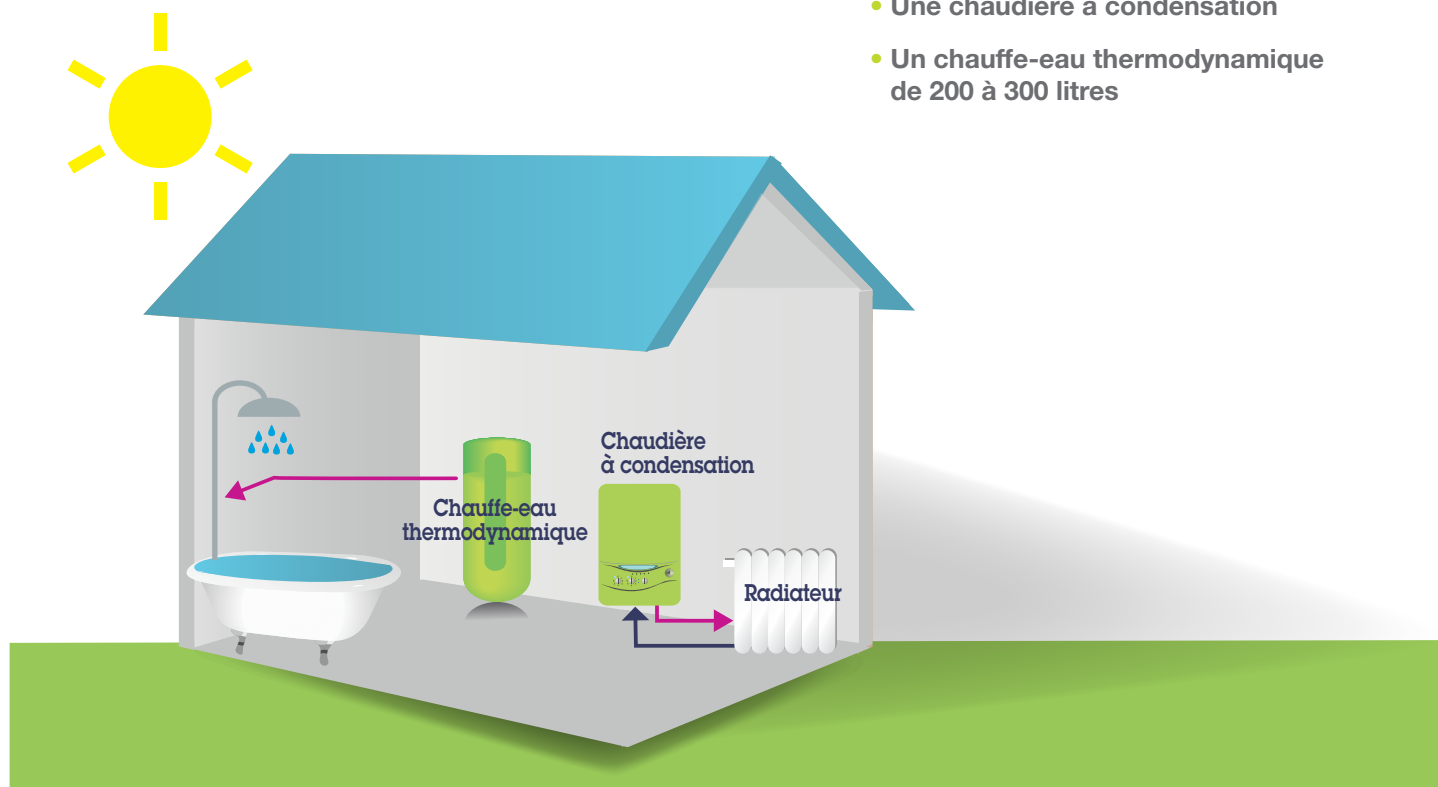 • Une chaudière à condensation
• Un chauffe-eau thermodynamique
de 200 à 300 litres
Chaudière
à condensation
Chauffe-eau
thermodynamique
Radiateur